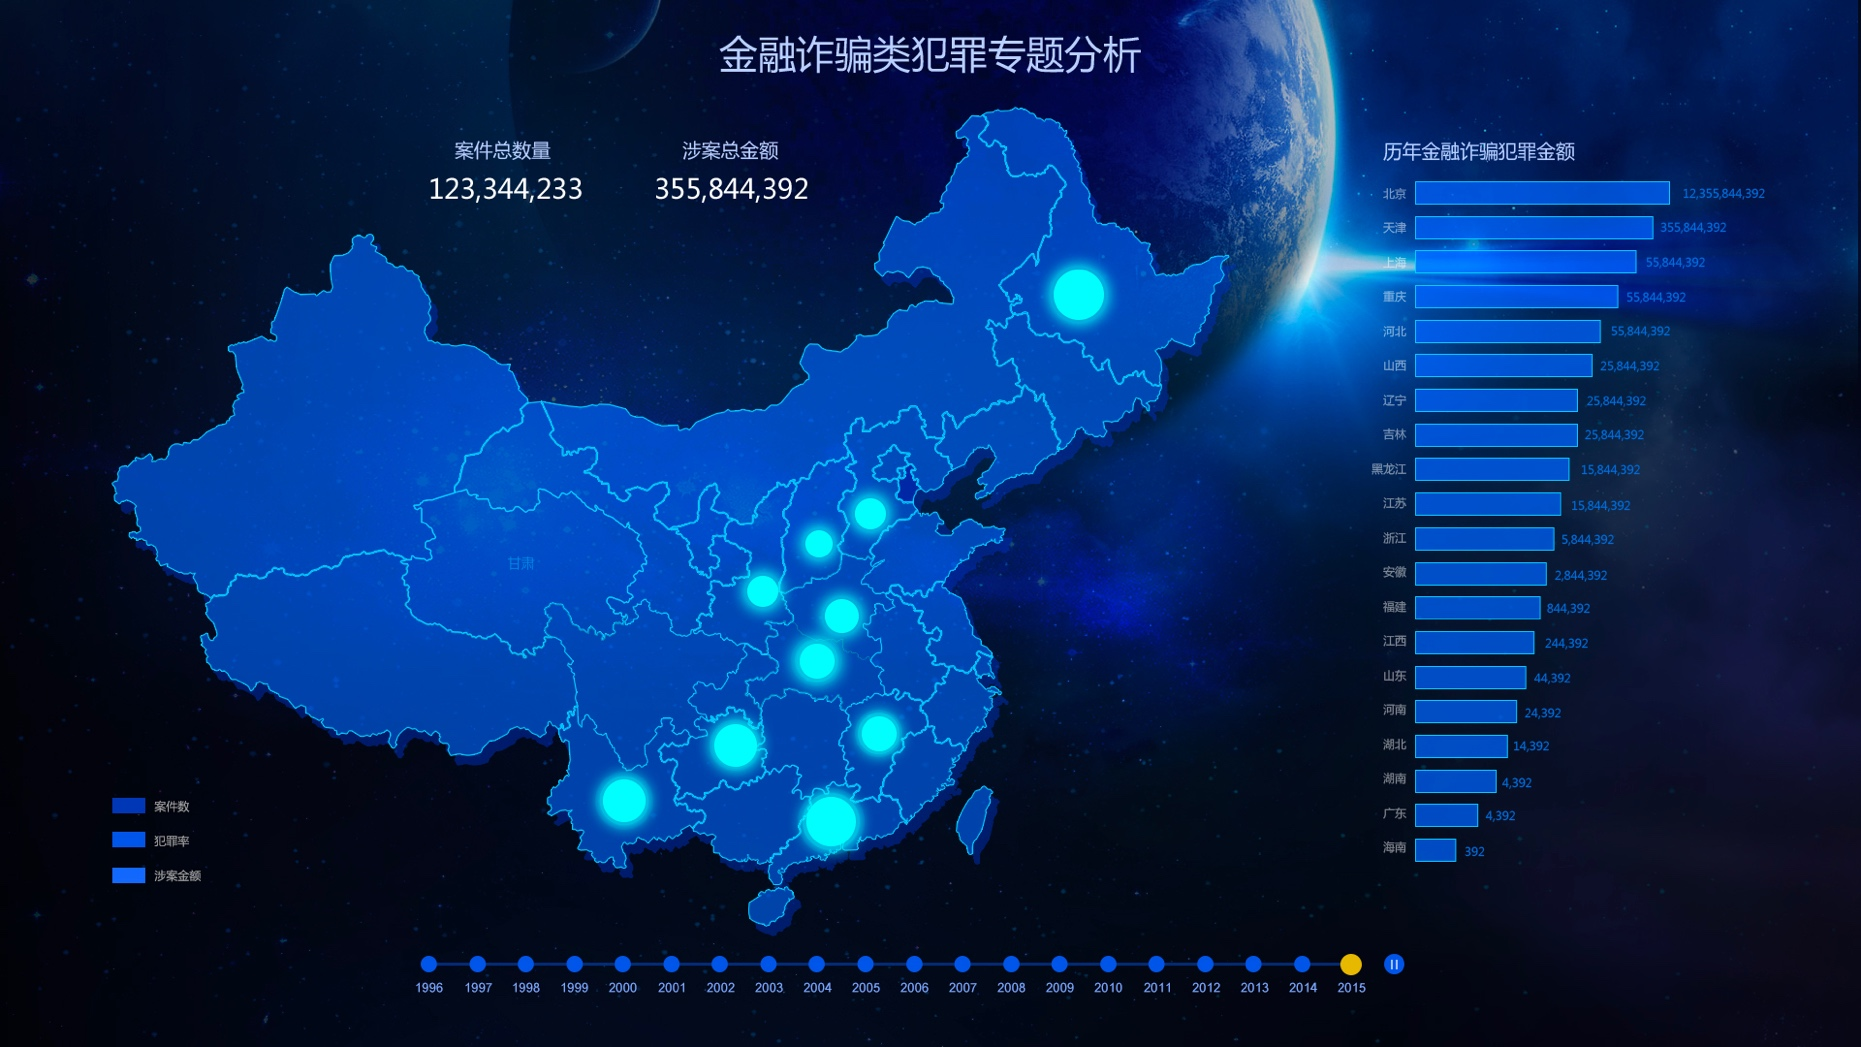 金融诈骗类犯罪专题分析
案件总数量
涉案总金额
123,344,233
355,844,392
历年金融诈骗犯罪金额
北京 12,355,844,392
天津 355,844,392
上海 55,844,392
重庆 55,844,392
河北 55,844,392
山西 25,844,392
辽宁 25,844,392
吉林 25,844,392
黑龙江 15,844,392
江苏 15,844,392
浙江 5,844,392
安徽 2,844,392
福建 844,392
江西 244,392
山东 44,392
河南 24,392
湖北 14,392
湖南 4,392
广东 4,392
海南 392
甘肃
案件数
犯罪率
涉案金额
1996 1997 1998 1999 2000 2001 2002 2003 2004 2005 2006 2007 2008 2009 2010 2011 2012 2013 2014 2015